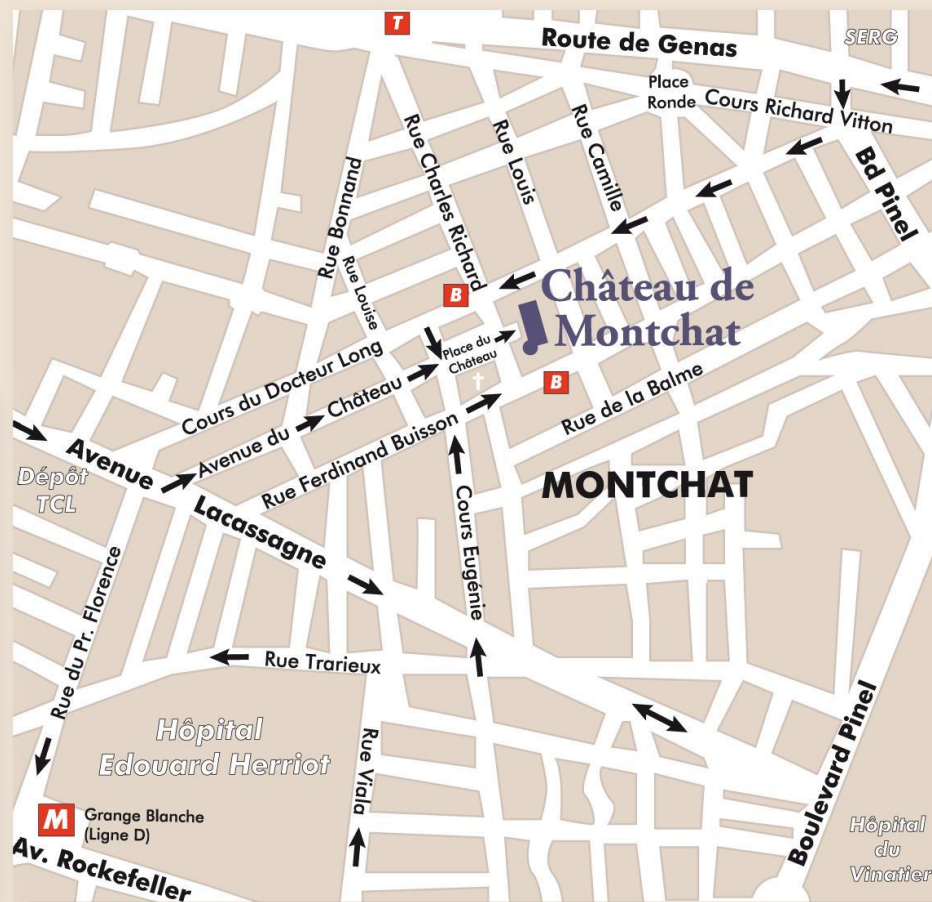 T
Route de Genas
SERG
Place
Ronde
Cours Richard Vitton
Rue Charles Richard
Rue Louis
Rue Camille
Bd Pinel
Rue Bonnand
Rue Louise
B
Château de
Montchat
Place du
Château
Cours du Docteur Long
Avenue du Château
B
Rue de la Balme
Rue Ferdinand Buisson
Avenue Lacassagne
Dépôt
TCL
MONTCHAT
Cours Eugénie
Rue du Pr. Florence
Rue Trarieux
Hôpital
Edouard Herriot
Rue Viala
Boulevard Pinel
M
Grange Blanche
(Ligne D)
Av. Rockefeller
Hôpital
du
Vinatier